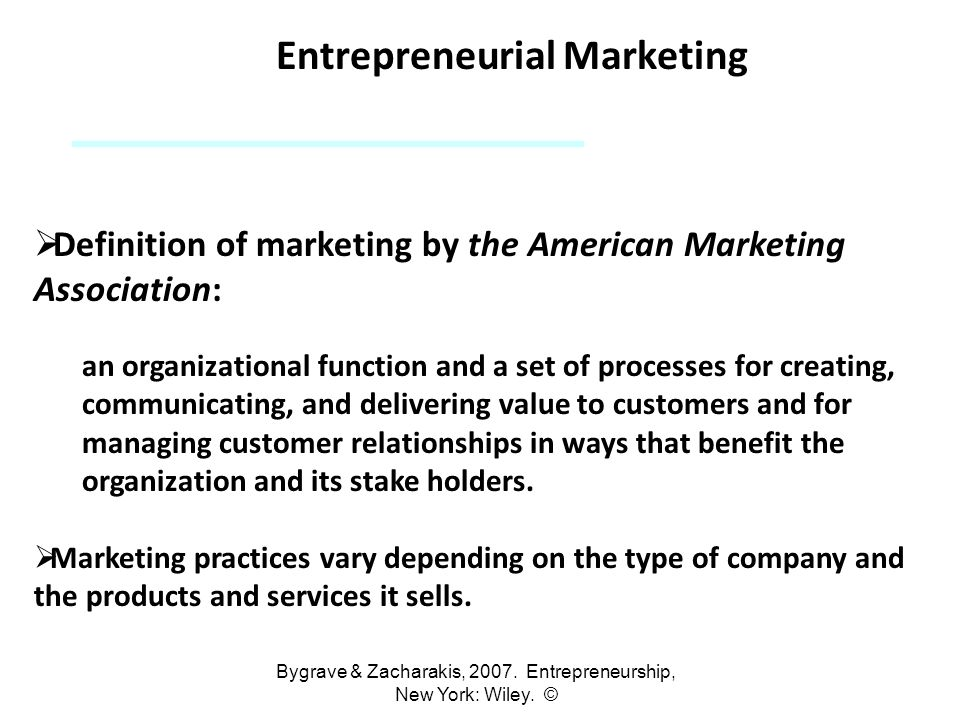 Entrepreneurial Marketing
➢Definition of marketing by the American Marketing
Association:
an organizational function and a set of processes for creating,
communicating, and delivering value to customers and for
managing customer relationships in ways that benefit the
organization and its stake holders.
➢Marketing practices vary depending on the type of company and
the products and services it sells.
Bygrave & Zacharakis, 2007. Entrepreneurship,
New York: Wiley. ©